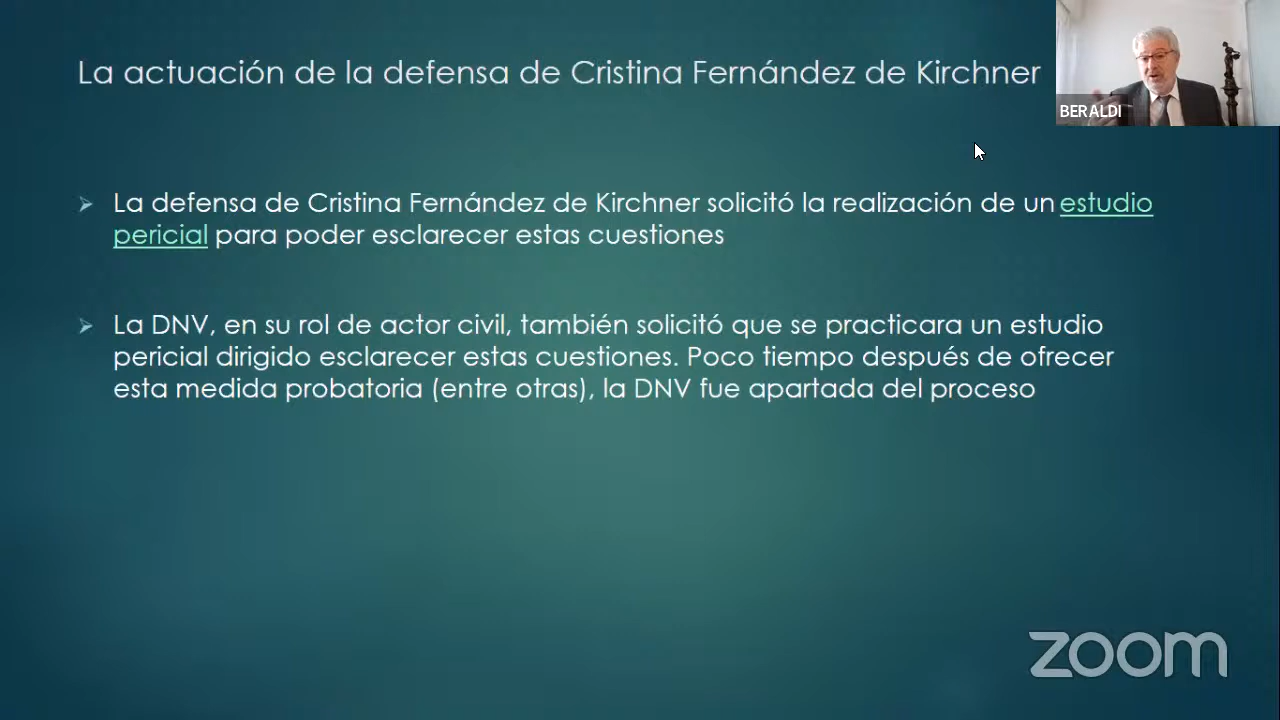 La actuación de la defensa de Cristina Fernández de Kirchner
BERALDI
La defensa de Cristina Fernández de Kirchner solicitó la realización de un estudio
pericial para poder esclarecer estas cuestiones
La DNV, en su rol de actor civil, también solicitó que se practicara un estudio
pericial dirigido esclarecer estas cuestiones. Poco tiempo después de ofrecer
esta medida probatoria (entre otras), la DNV fue apartada del proceso
zoom